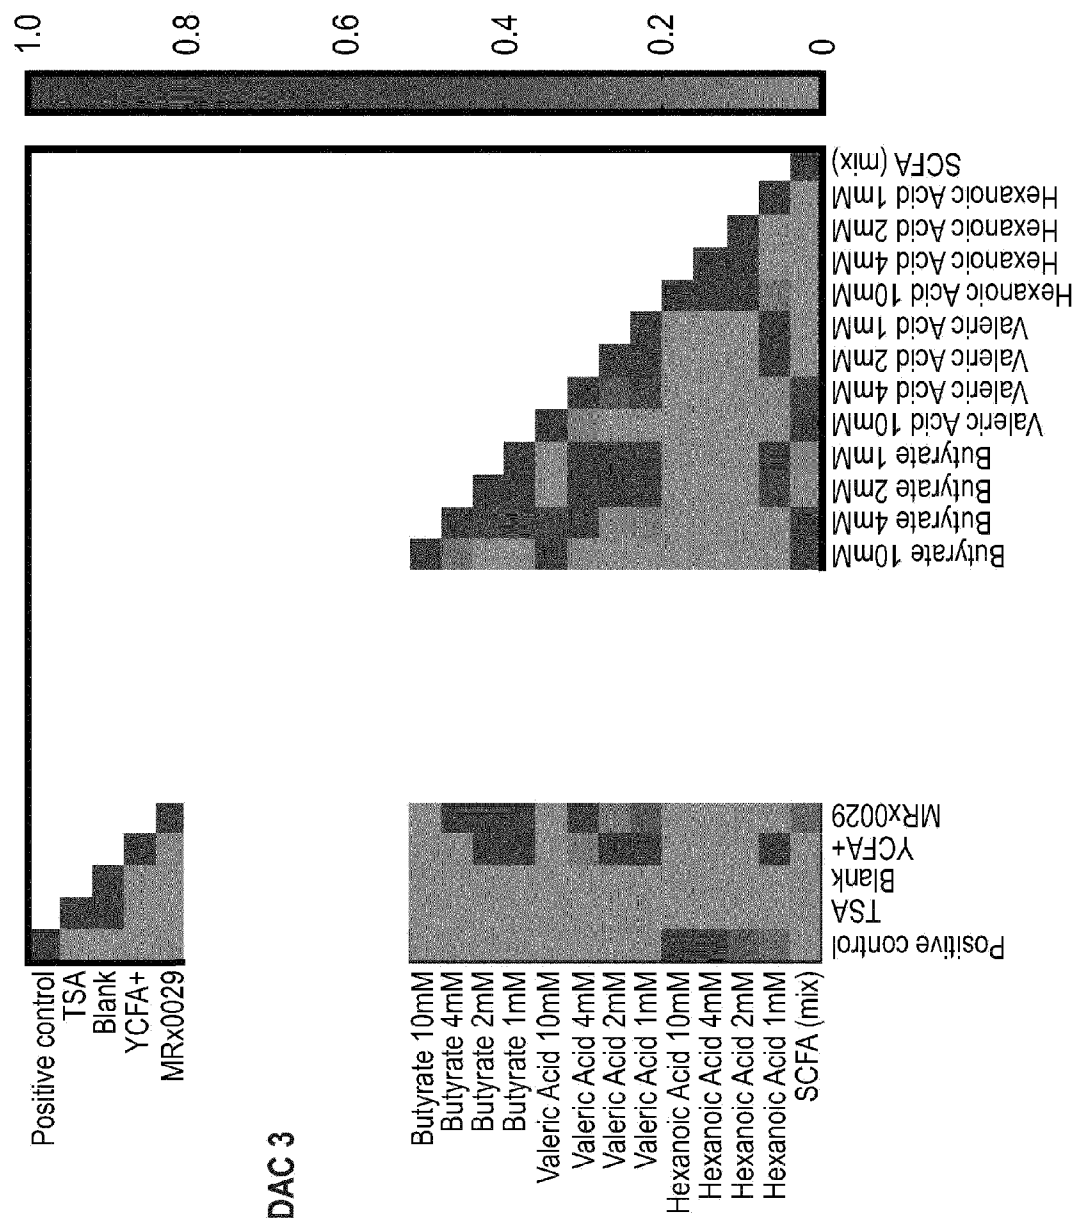 1.0
0.8
0.6
0.4
0.2
0
Positive control
TSA
Blank
YCFA+
MRx0029
DAC 3
Butyrate 10mM
Butyrate 4mM
Butyrate 2mM
Butyrate 1mM
Valeric Acid 10mM
Valeric Acid 4mM
Valeric Acid 2mM
Valeric Acid 1mM
Hexanoic Acid 10mM
Hexanoic Acid 4mM
Hexanoic Acid 2mM
Hexanoic Acid 1mM
SCFA (mix)
Positive control
TSA
Blank
YCFA+
MRx0029
Butyrate 10mM
Butyrate 4mM
Butyrate 2mM
Butyrate 1mM
Valeric Acid 10mM
Valeric Acid 4mM
Valeric Acid 2mM
Valeric Acid 1mM
Hexanoic Acid 10mM
Hexanoic Acid 4mM
Hexanoic Acid 2mM
Hexanoic Acid 1mM
SCFA (mix)